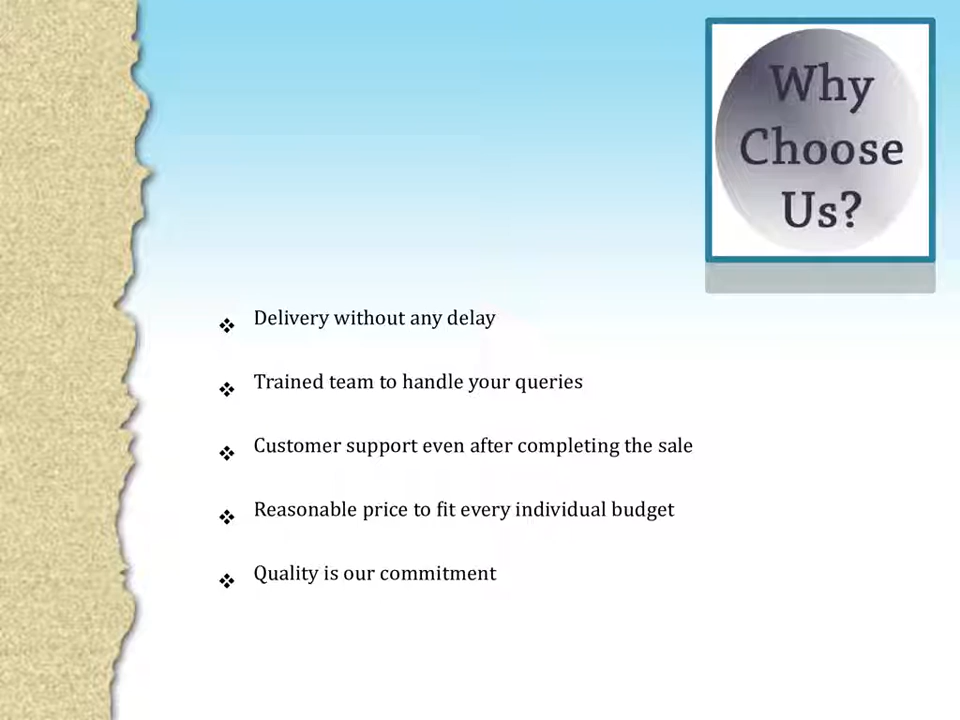 Why
Choose
Us?
❖ Delivery without any delay
❖ Trained team to handle your queries
❖ Customer support even after completing the sale
❖ Reasonable price to fit every individual budget
❖ Quality is our commitment